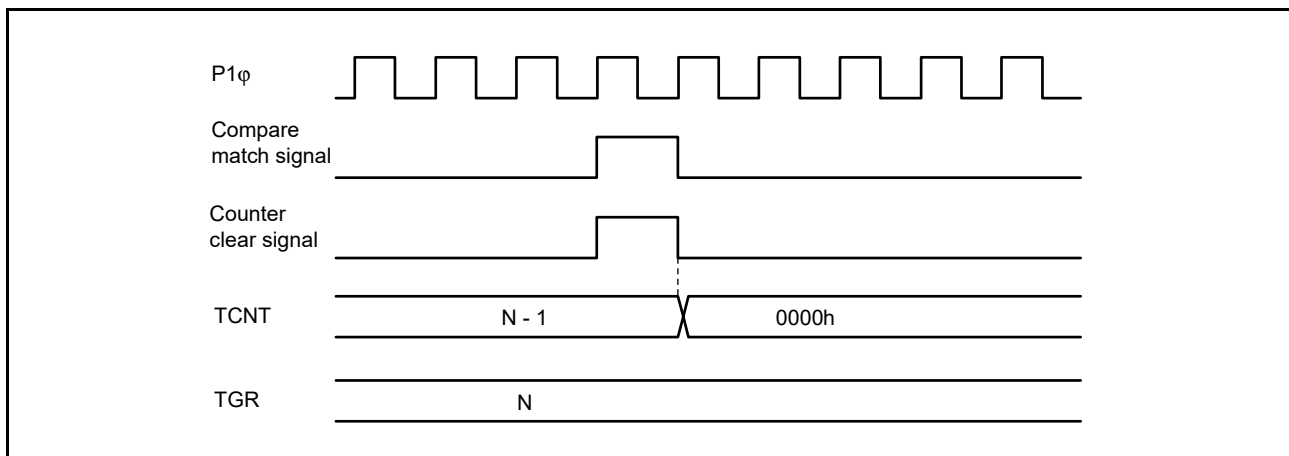 P1φ
Compare
match signal
Counter
clear signal
TCNT
N - 1
0000h
TGR
N